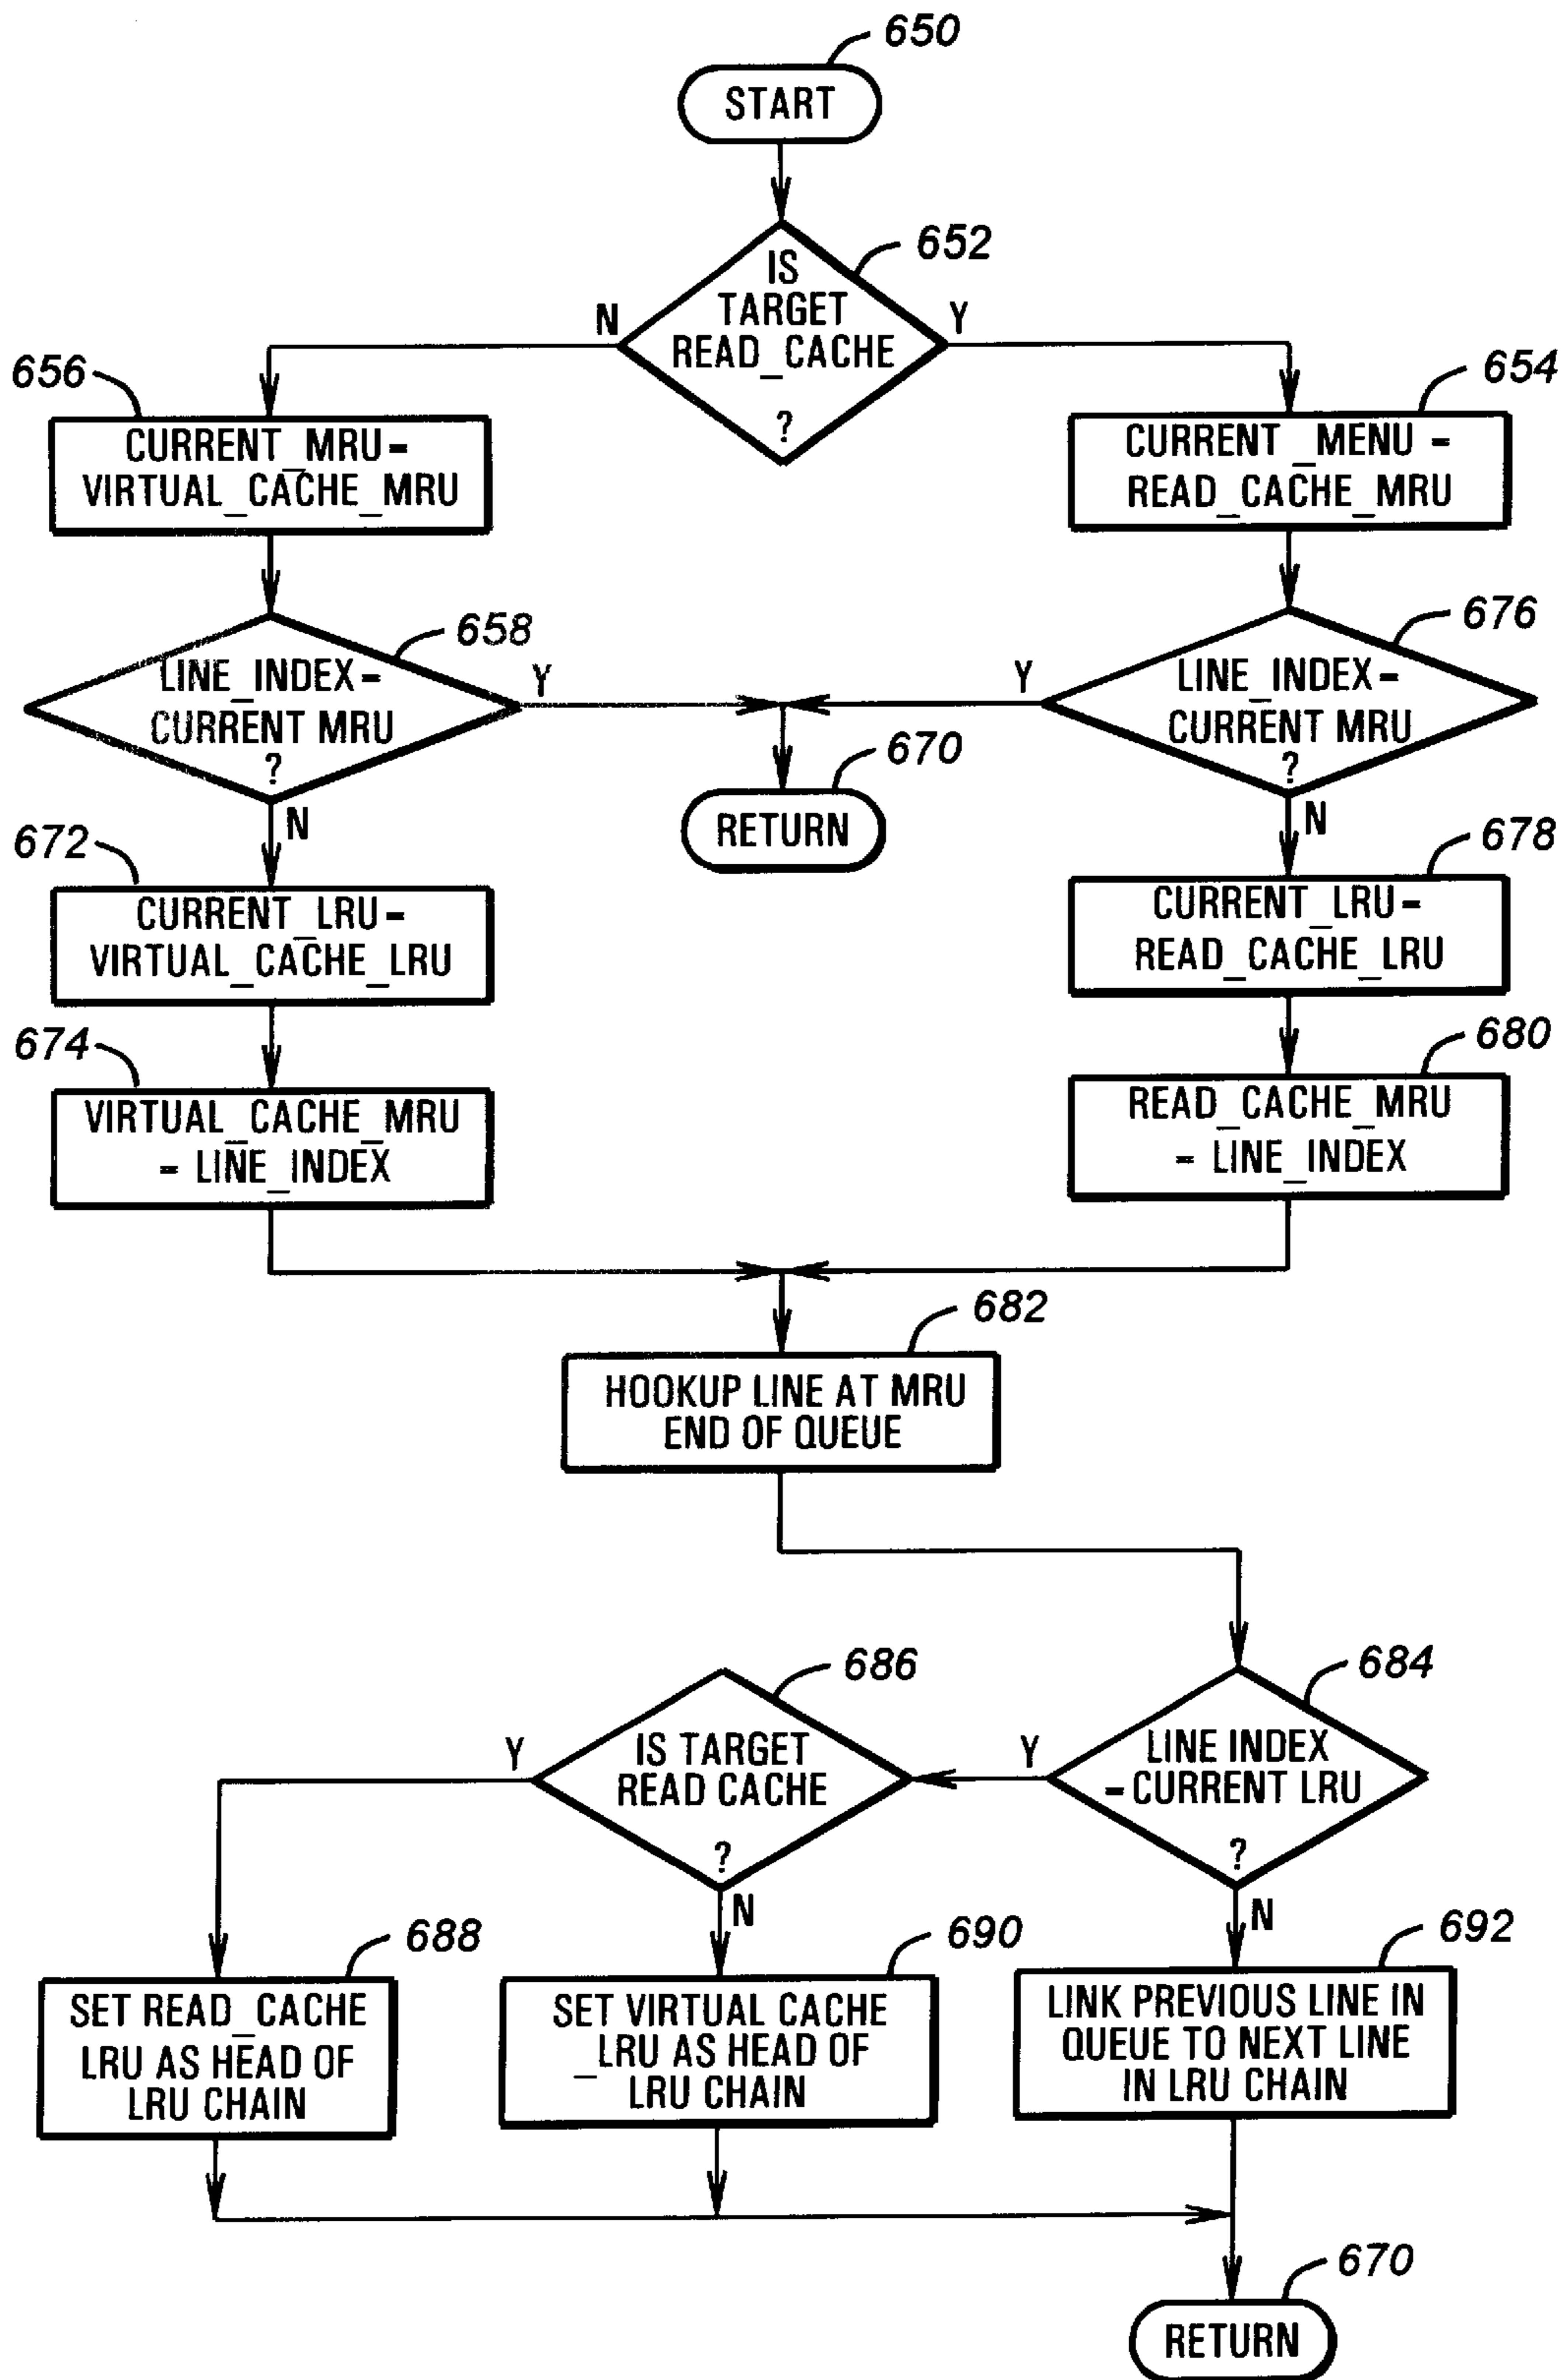 650
START
652
IS
TARGET
READ_CACHE
?
N
Y
656
CURRENT_MRU=
VIRTUAL_CACHE_MRU
654
CURRENT_MENU =
READ_CACHE_MRU
658
LINE_INDEX=
CURRENT MRU
?
Y
N
676
LINE_INDEX=
CURRENT MRU
?
Y
N
670
RETURN
672
CURRENT_LRU=
VIRTUAL_CACHE_LRU
678
CURRENT_LRU=
READ_CACHE_LRU
674
VIRTUAL_CACHE_MRU
= LINE_INDEX
680
READ_CACHE_MRU
= LINE_INDEX
682
HOOKUP LINE AT MRU
END OF QUEUE
684
LINE INDEX
=CURRENT LRU
?
Y
N
686
IS TARGET
READ CACHE
?
Y
N
688
SET READ_CACHE
LRU AS HEAD OF
LRU CHAIN
690
SET VIRTUAL CACHE
_LRU AS HEAD OF
LRU CHAIN
692
LINK PREVIOUS LINE IN
QUEUE TO NEXT LINE
IN LRU CHAIN
670
RETURN